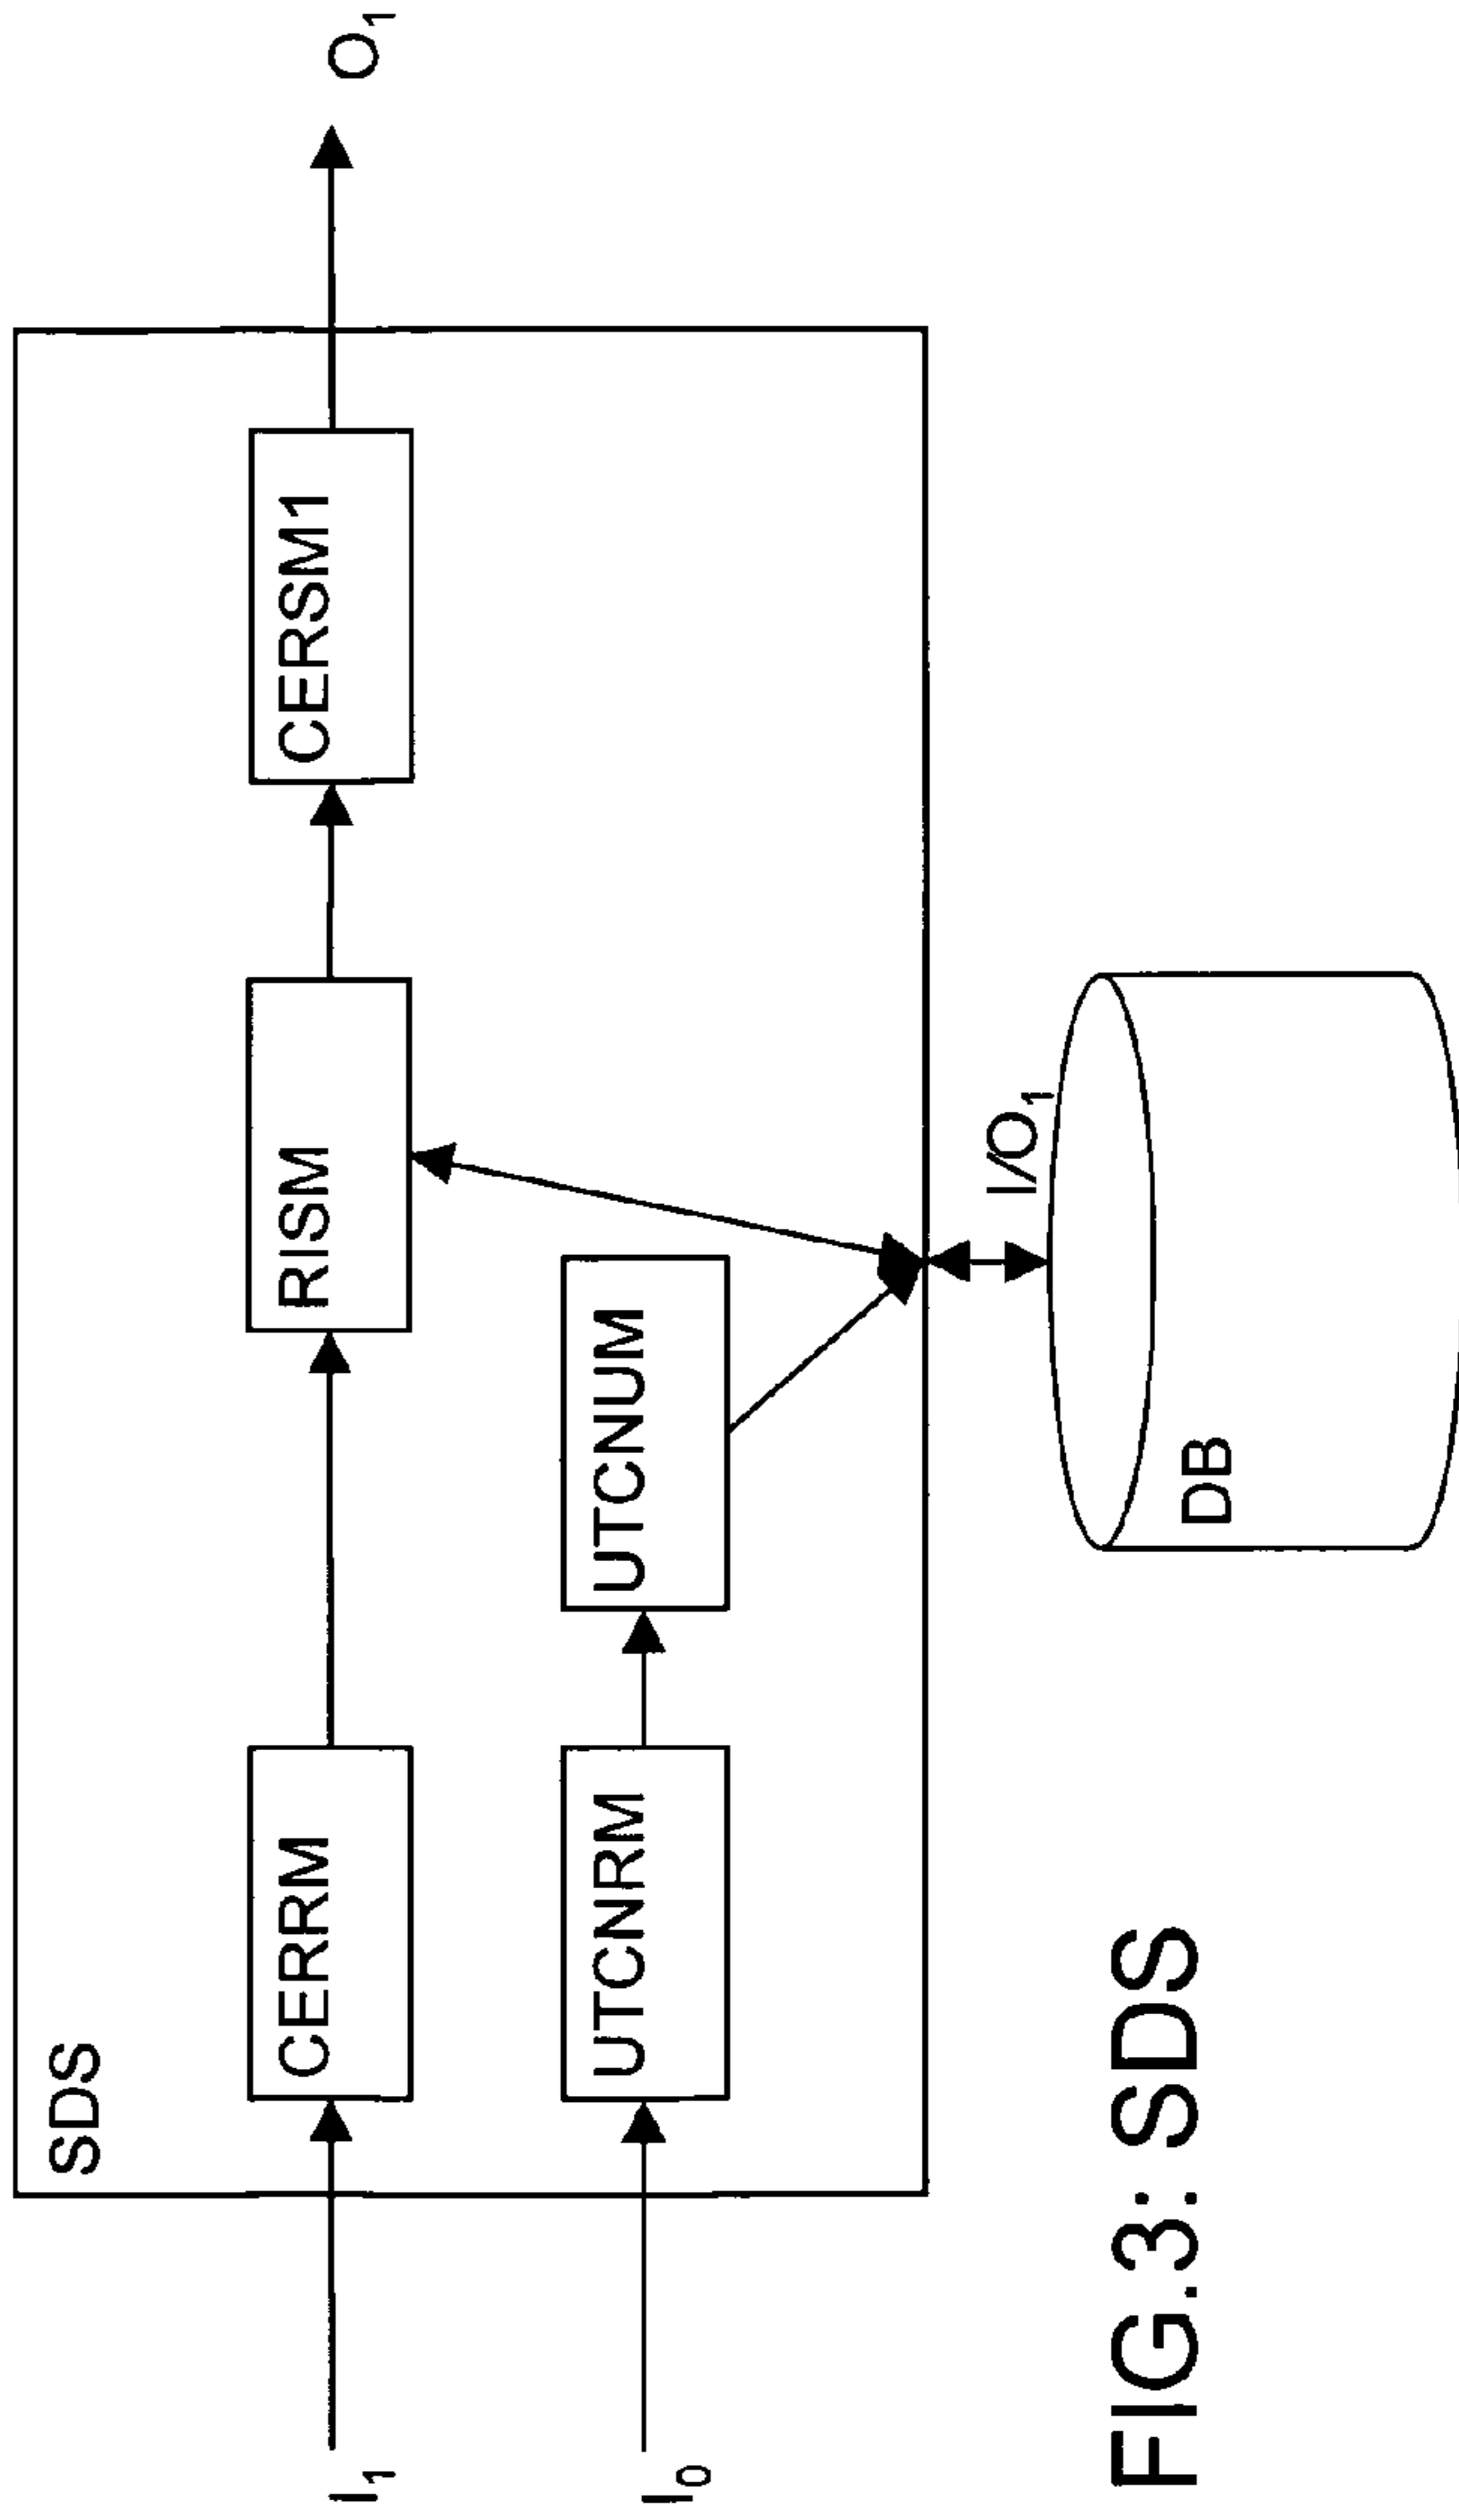 SDS
I1
CERRM
RISM
CERSM1
O1
I0
UTCNRM
UTCNUM
I/O1
DB
FIG.3: SDS